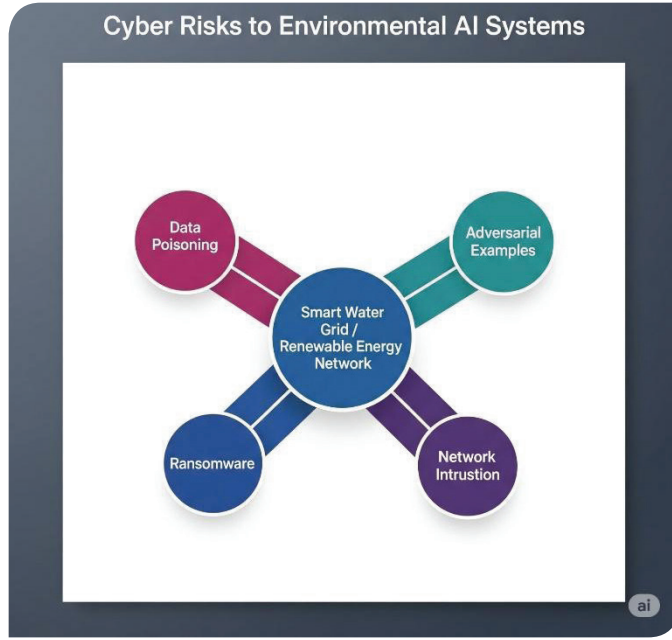 Cyber Risks to Environmental AI Systems
Data
Poisoning
Adversarial
Examples
Smart Water
Grid /
Renewable Energy
Network
Ransomware
Network
Intrustion
ai